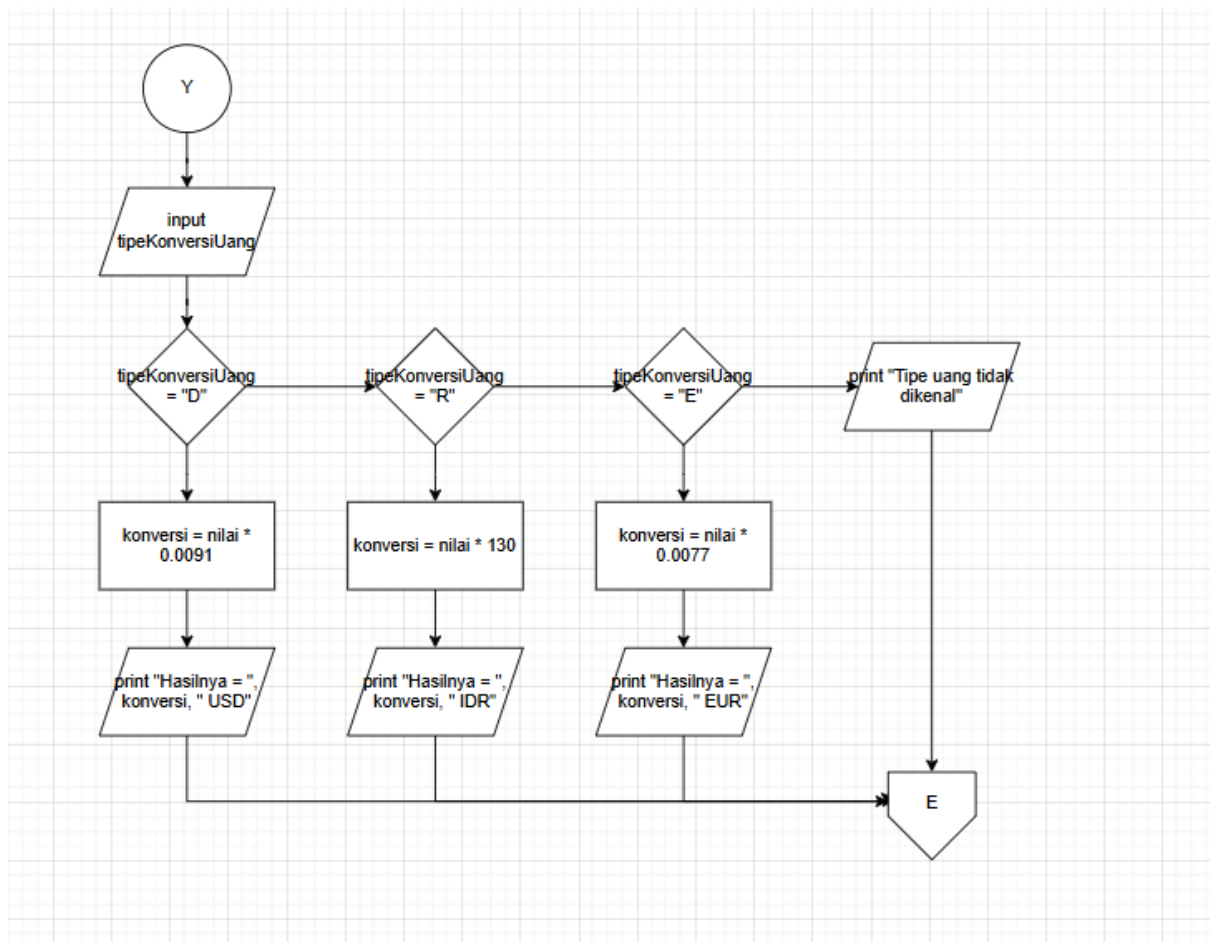 Y
input
tipeKonversiUang
tipeKonversiUang
= "D"
tipeKonversiUang
= "R"
tipeKonversiUang
= "E"
print "Tipe uang tidak
dikenal"
konversi = nilai *
0.0091
konversi = nilai * 130
konversi = nilai *
0.0077
print "Hasilnya = ",
konversi, " USD"
print "Hasilnya = ",
konversi, " IDR"
print "Hasilnya = ",
konversi, " EUR"
E